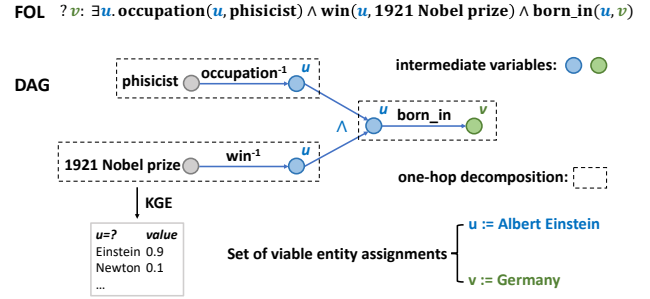 FOL ? v: ∃u. occupation(u, phisicist) ∧ win(u, 1921 Nobel prize) ∧ born_in(u, v)
DAG
phisicist occupation⁻¹ u
intermediate variables:
∧ u born_in v
1921 Nobel prize win⁻¹ u
one-hop decomposition:
KGE
u=? value
Einstein 0.9
Newton 0.1
...
Set of viable entity assignments
u := Albert Einstein
v := Germany